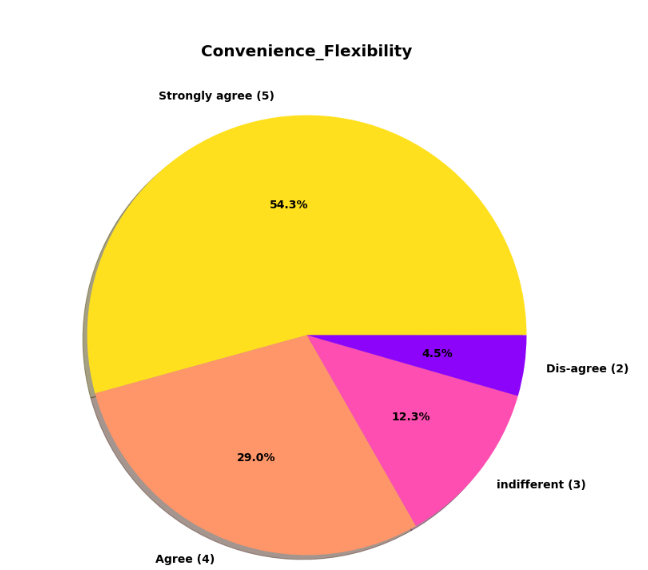 Convenience_Flexibility
Strongly agree (5)
54.3%
4.5%
Dis-agree (2)
12.3%
29.0%
indifferent (3)
Agree (4)